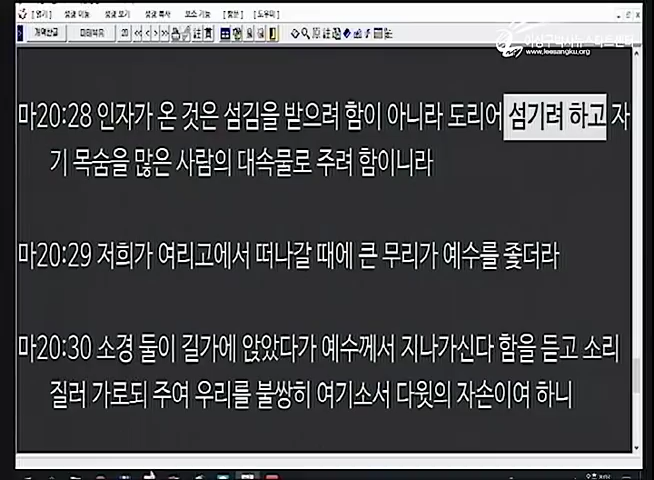 www.leesangku.org
마20:28 인자가 온 것은 섬김을 받으려 함이 아니라 도리어 섬기려 하고 자
기 목숨을 많은 사람의 대속물로 주려 함이니라
마20:29 저희가 여리고에서 떠나갈 때에 큰 무리가 예수를 좇더라
마20:30 소경 둘이 길가에 앉았다가 예수께서 지나가신다 함을 듣고 소리
질러 가로되 주여 우리를 불쌍히 여기소서 다윗의 자손이여 하니